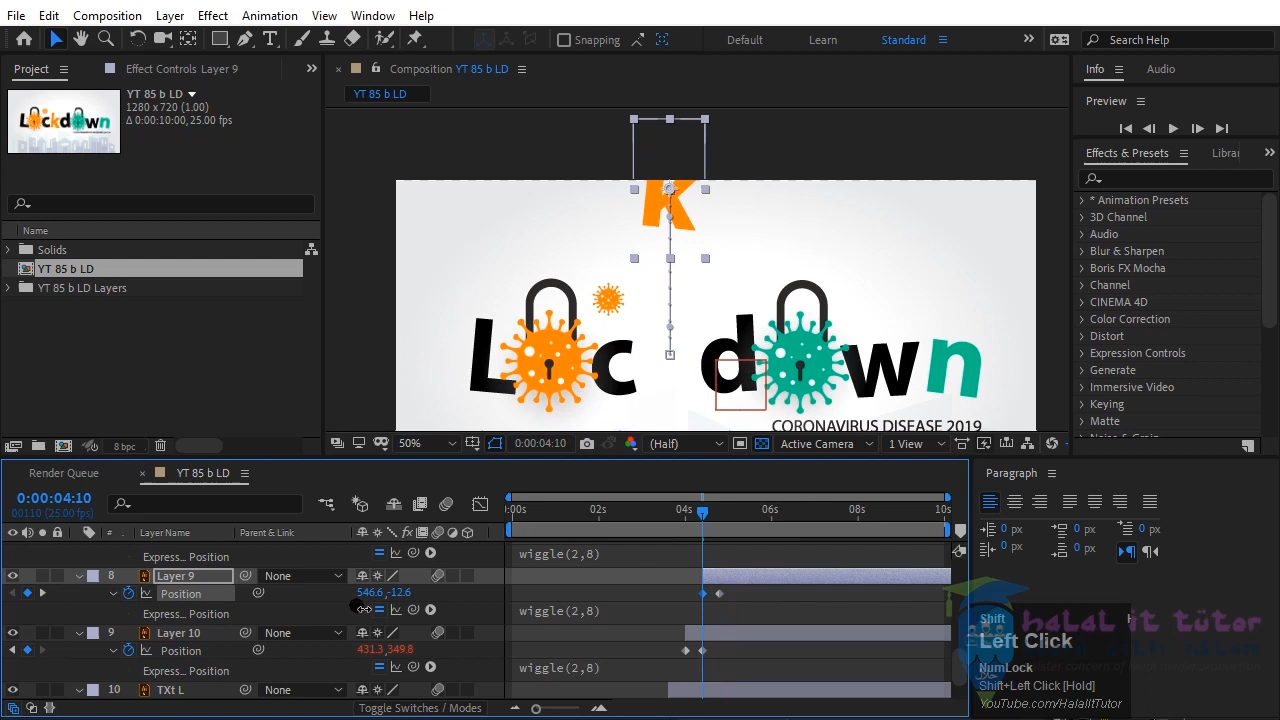 File Edit Composition Layer Effect Animation View Window Help
Snapping Default Learn Standard Search Help
Project Effect Controls Layer 9 Composition YT 85 b LD Info Audio
YT 85 b LD
YT 85 b LD
1280 x 720 (1.00)
Δ 0:00:10:00, 25.00 fps
Preview
Effects & Presets Librar
Name
Solids
YT 85 b LD
YT 85 b LD Layers
* Animation Presets
3D Channel
Audio
Blur & Sharpen
Boris FX Mocha
Channel
CINEMA 4D
Color Correction
Distort
Expression Controls
Generate
Immersive Video
Keying
Matte
Noise & Grain
K
L c d w n
CORONAVIRUS DISEASE 2019
8 bpc 50% 0:00:04:10 (Half) Active Camera 1 View
Render Queue YT 85 b LD Paragraph
0:00:04:10
00110 (25.00 fps)
:00s 02s 04s 06s 08s 10s
# Layer Name Parent & Link
0 px 0 px 0 px
0 px 0 px
Express... Position wiggle(2,8)
8 Layer 9 None
Position 546.6, -12.6
Express... Position wiggle(2,8)
9 Layer 10 None
Position 431.3, 349.8
Express... Position wiggle(2,8)
10 TXt L None
Toggle Switches / Modes
halal it tutor
Shift
Left Click
NumLock
Shift+Left Click [Hold]
YouTube.com/HalalItTutor